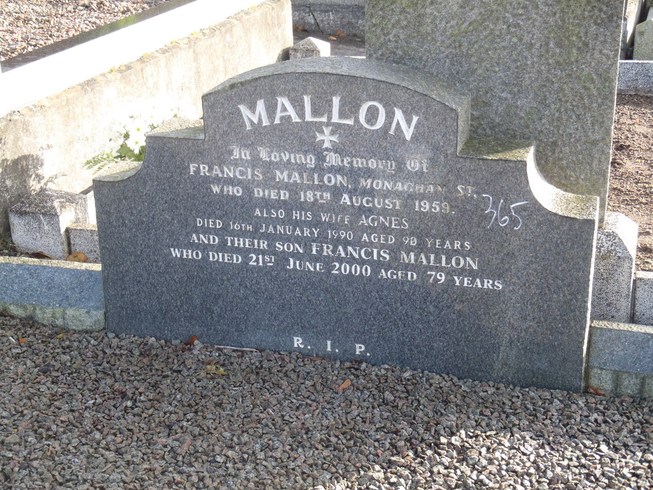 MALLON
In Loving Memory Of
FRANCIS MALLON, MONAGHAN ST,
WHO DIED 18TH AUGUST 1959. 365
ALSO HIS WIFE AGNES
DIED 16TH JANUARY 1990 AGED 90 YEARS
AND THEIR SON FRANCIS MALLON
WHO DIED 21ST JUNE 2000 AGED 79 YEARS
R. I. P.